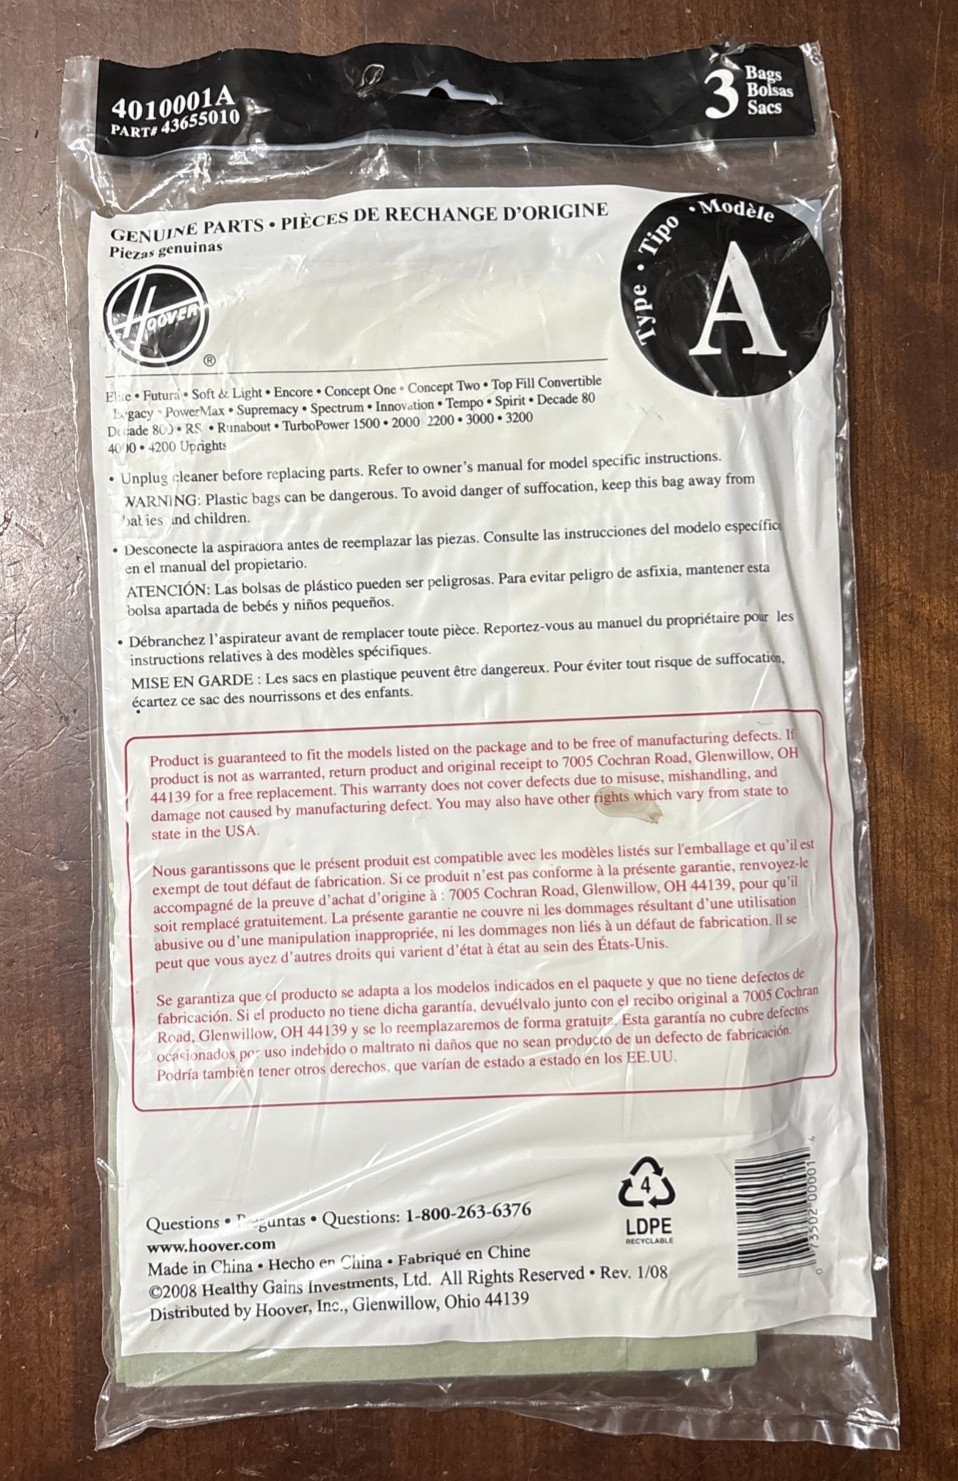 4010001A
PART# 43655010
3 Bags
Bolsas
Sacs
GENUINE PARTS • PIÈCES DE RECHANGE D'ORIGINE
Piezas genuinas
Type • Tipo • Modèle
A
HOOVER
®
Elite • Futura • Soft & Light • Encore • Concept One • Concept Two • Top Fill Convertible
Legacy • PowerMax • Supremacy • Spectrum • Innovation • Tempo • Spirit • Decade 80
Decade 800 • RS • Runabout • TurboPower 1500 • 2000 2200 • 3000 • 3200
4000 • 4200 Uprights
• Unplug cleaner before replacing parts. Refer to owner's manual for model specific instructions.
WARNING: Plastic bags can be dangerous. To avoid danger of suffocation, keep this bag away from
babies and children.
• Desconecte la aspiradora antes de reemplazar las piezas. Consulte las instrucciones del modelo específico
en el manual del propietario.
ATENCIÓN: Las bolsas de plástico pueden ser peligrosas. Para evitar peligro de asfixia, mantener esta
bolsa apartada de bebés y niños pequeños.
• Débranchez l'aspirateur avant de remplacer toute pièce. Reportez-vous au manuel du propriétaire pour les
instructions relatives à des modèles spécifiques.
MISE EN GARDE : Les sacs en plastique peuvent être dangereux. Pour éviter tout risque de suffocation,
écartez ce sac des nourrissons et des enfants.
Product is guaranteed to fit the models listed on the package and to be free of manufacturing defects. If
product is not as warranted, return product and original receipt to 7005 Cochran Road, Glenwillow, OH
44139 for a free replacement. This warranty does not cover defects due to misuse, mishandling, and
damage not caused by manufacturing defect. You may also have other rights which vary from state to
state in the USA.
Nous garantissons que le présent produit est compatible avec les modèles listés sur l'emballage et qu'il est
exempt de tout défaut de fabrication. Si ce produit n'est pas conforme à la présente garantie, renvoyez-le
accompagné de la preuve d'achat d'origine à : 7005 Cochran Road, Glenwillow, OH 44139, pour qu'il
soit remplacé gratuitement. La présente garantie ne couvre ni les dommages résultant d'une utilisation
abusive ou d'une manipulation inappropriée, ni les dommages non liés à un défaut de fabrication. Il se
peut que vous ayez d'autres droits qui varient d'état à état au sein des États-Unis.
Se garantiza que el producto se adapta a los modelos indicados en el paquete y que no tiene defectos de
fabricación. Si el producto no tiene dicha garantía, devuélvalo junto con el recibo original a 7005 Cochran
Road, Glenwillow, OH 44139 y se lo reemplazaremos de forma gratuita. Esta garantía no cubre defectos
ocasionados por uso indebido o maltrato ni daños que no sean producto de un defecto de fabricación.
Podría también tener otros derechos, que varían de estado a estado en los EE.UU.
Questions • Preguntas • Questions: 1-800-263-6376
www.hoover.com
Made in China • Hecho en China • Fabriqué en Chine
©2008 Healthy Gains Investments, Ltd. All Rights Reserved • Rev. 1/08
Distributed by Hoover, Inc., Glenwillow, Ohio 44139
4
LDPE
RECYCLABLE
0 73502 00001 4